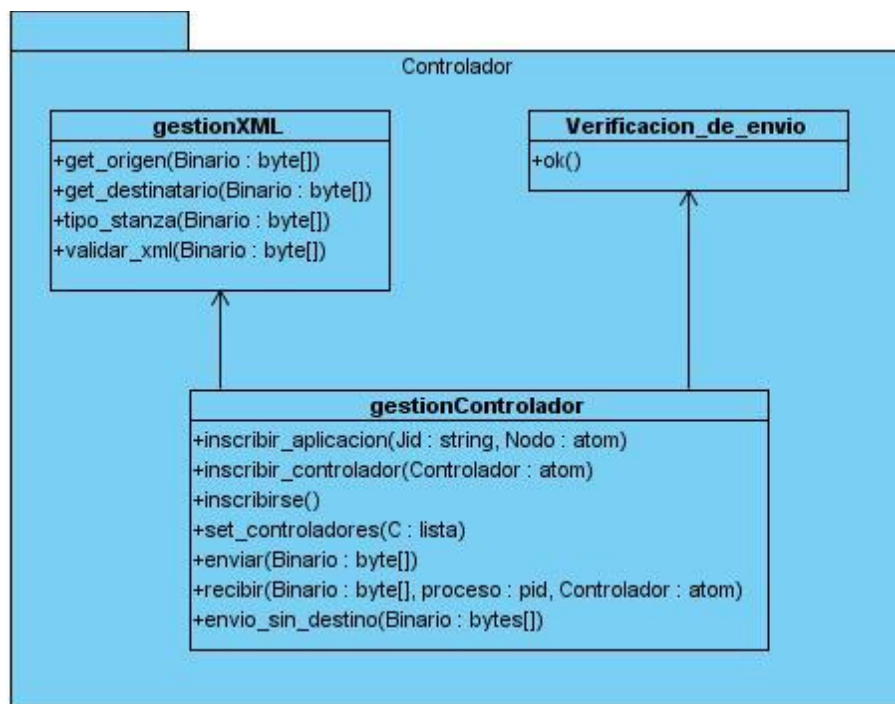 Controlador
gestionXML
+get_origen(Binario : byte[])
+get_destinatario(Binario : byte[])
+tipo_stanza(Binario : byte[])
+validar_xml(Binario : byte[])
Verificacion_de_envio
+ok()
gestionControlador
+inscribir_aplicacion(Jid : string, Nodo : atom)
+inscribir_controlador(Controlador : atom)
+inscribirse()
+set_controladores(C : lista)
+enviar(Binario : byte[])
+recibir(Binario : byte[], proceso : pid, Controlador : atom)
+envio_sin_destino(Binario : bytes[])